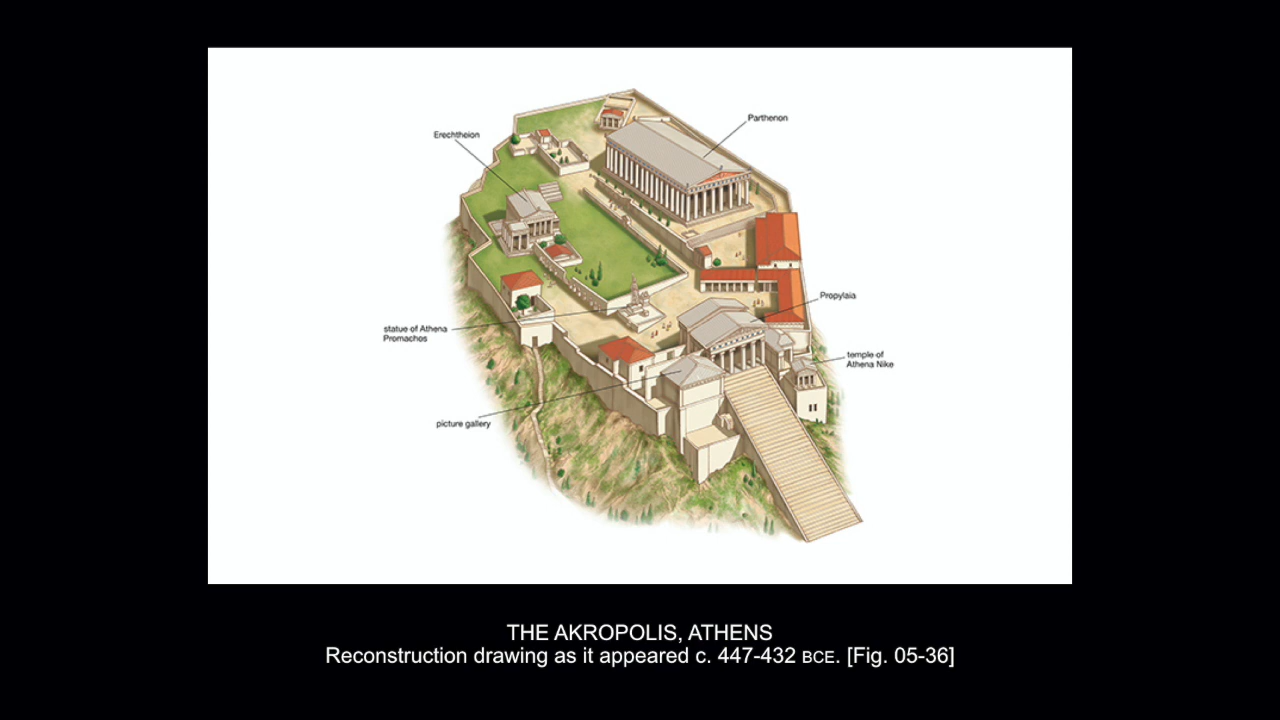 Parthenon
Erechtheion
Propylaia
statue of Athena
Promachos
temple of
Athena Nike
picture gallery
THE AKROPOLIS, ATHENS
Reconstruction drawing as it appeared c. 447-432 BCE. [Fig. 05-36]